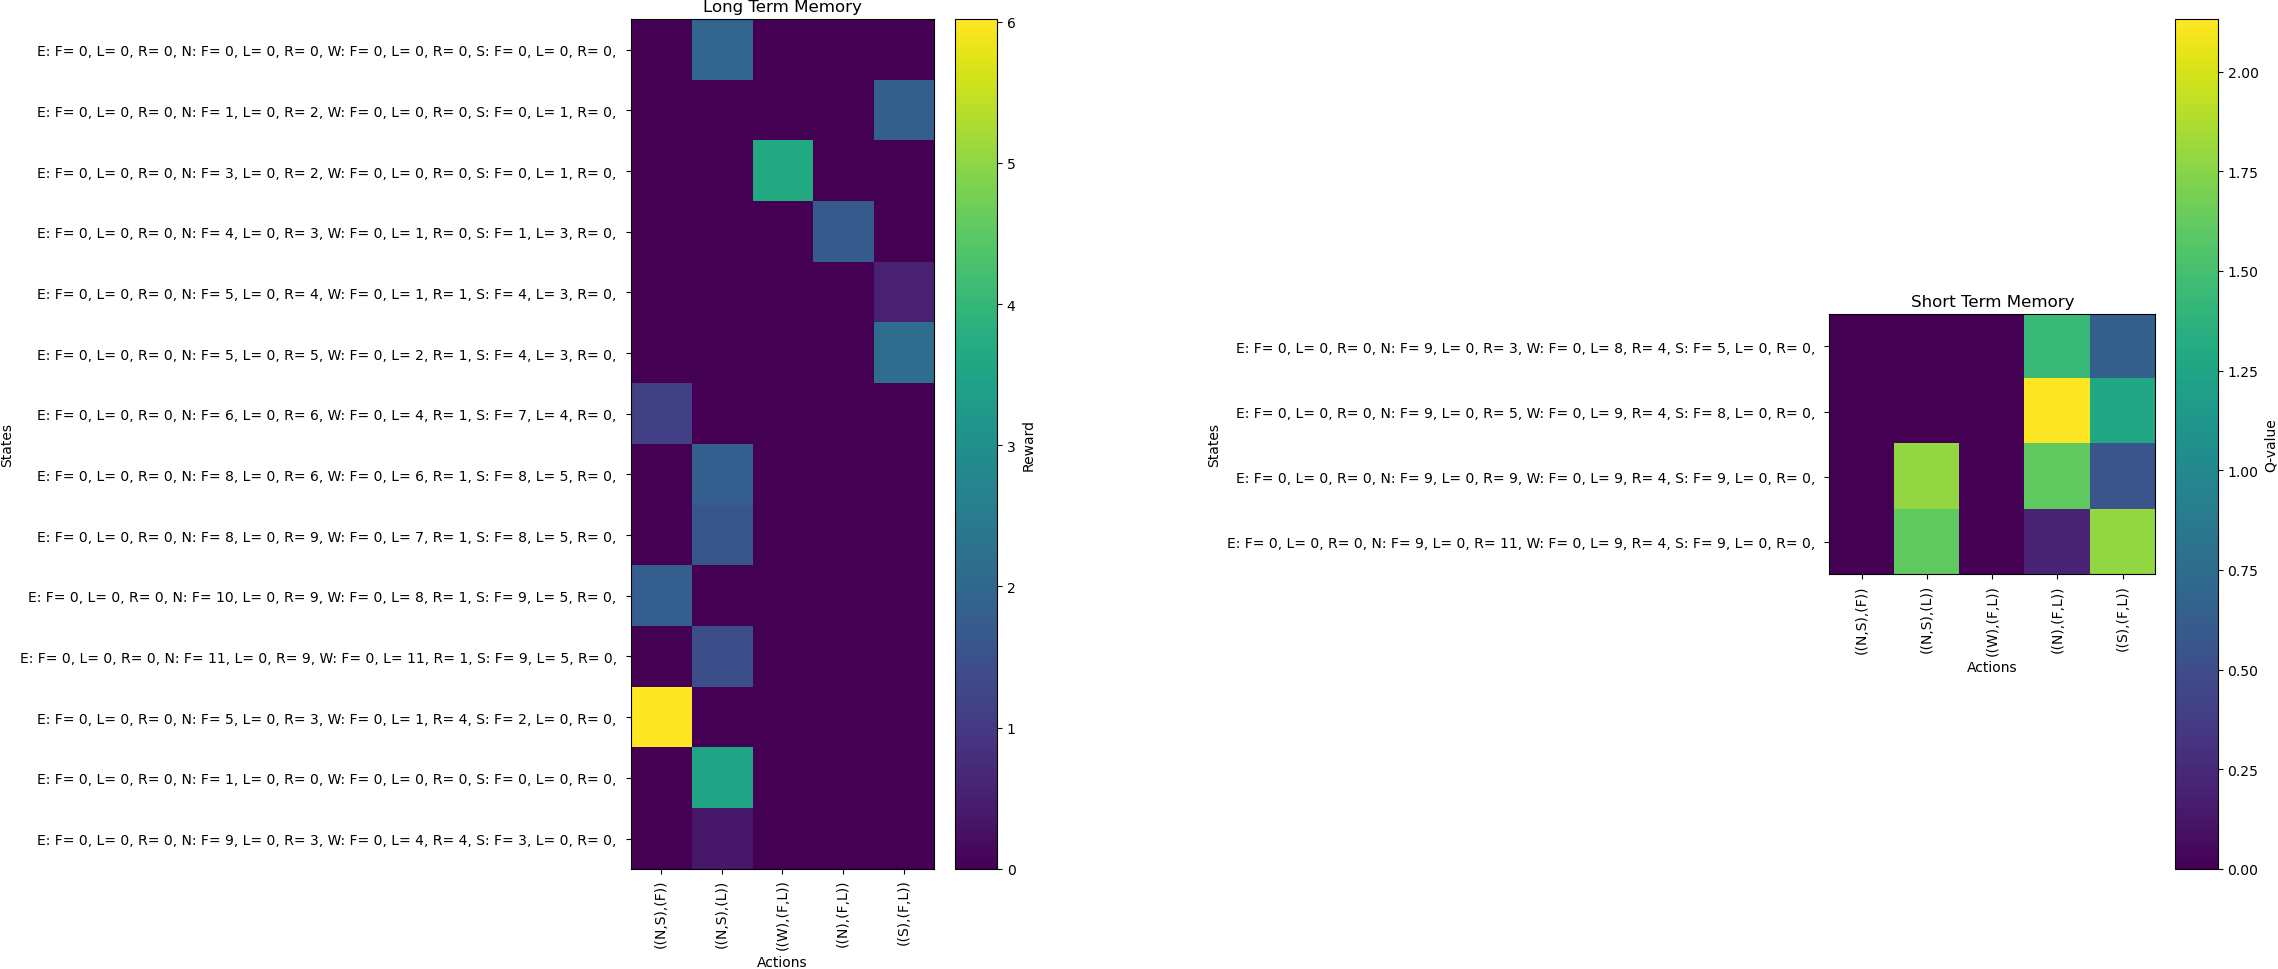 Long Term Memory
E: F= 0, L= 0, R= 0, N: F= 0, L= 0, R= 0, W: F= 0, L= 0, R= 0, S: F= 0, L= 0, R= 0,
E: F= 0, L= 0, R= 0, N: F= 1, L= 0, R= 2, W: F= 0, L= 0, R= 0, S: F= 0, L= 1, R= 0,
E: F= 0, L= 0, R= 0, N: F= 3, L= 0, R= 2, W: F= 0, L= 0, R= 0, S: F= 0, L= 1, R= 0,
E: F= 0, L= 0, R= 0, N: F= 4, L= 0, R= 3, W: F= 0, L= 1, R= 0, S: F= 1, L= 3, R= 0,
E: F= 0, L= 0, R= 0, N: F= 5, L= 0, R= 4, W: F= 0, L= 1, R= 1, S: F= 4, L= 3, R= 0,
E: F= 0, L= 0, R= 0, N: F= 5, L= 0, R= 5, W: F= 0, L= 2, R= 1, S: F= 4, L= 3, R= 0,
E: F= 0, L= 0, R= 0, N: F= 6, L= 0, R= 6, W: F= 0, L= 4, R= 1, S: F= 7, L= 4, R= 0,
E: F= 0, L= 0, R= 0, N: F= 8, L= 0, R= 6, W: F= 0, L= 6, R= 1, S: F= 8, L= 5, R= 0,
E: F= 0, L= 0, R= 0, N: F= 8, L= 0, R= 9, W: F= 0, L= 7, R= 1, S: F= 8, L= 5, R= 0,
E: F= 0, L= 0, R= 0, N: F= 10, L= 0, R= 9, W: F= 0, L= 8, R= 1, S: F= 9, L= 5, R= 0,
E: F= 0, L= 0, R= 0, N: F= 11, L= 0, R= 9, W: F= 0, L= 11, R= 1, S: F= 9, L= 5, R= 0,
E: F= 0, L= 0, R= 0, N: F= 5, L= 0, R= 3, W: F= 0, L= 1, R= 4, S: F= 2, L= 0, R= 0,
E: F= 0, L= 0, R= 0, N: F= 1, L= 0, R= 0, W: F= 0, L= 0, R= 0, S: F= 0, L= 0, R= 0,
E: F= 0, L= 0, R= 0, N: F= 9, L= 0, R= 3, W: F= 0, L= 4, R= 4, S: F= 3, L= 0, R= 0,
States
((N,S),(F))
((N,S),(L))
((W),(F,L))
((N),(F,L))
((S),(F,L))
Actions
6
5
4
3
2
1
0
Reward
Short Term Memory
E: F= 0, L= 0, R= 0, N: F= 9, L= 0, R= 3, W: F= 0, L= 8, R= 4, S: F= 5, L= 0, R= 0,
E: F= 0, L= 0, R= 0, N: F= 9, L= 0, R= 5, W: F= 0, L= 9, R= 4, S: F= 8, L= 0, R= 0,
E: F= 0, L= 0, R= 0, N: F= 9, L= 0, R= 9, W: F= 0, L= 9, R= 4, S: F= 9, L= 0, R= 0,
E: F= 0, L= 0, R= 0, N: F= 9, L= 0, R= 11, W: F= 0, L= 9, R= 4, S: F= 9, L= 0, R= 0,
States
((N,S),(F))
((N,S),(L))
((W),(F,L))
((N),(F,L))
((S),(F,L))
Actions
2.00
1.75
1.50
1.25
1.00
0.75
0.50
0.25
0.00
Q-value